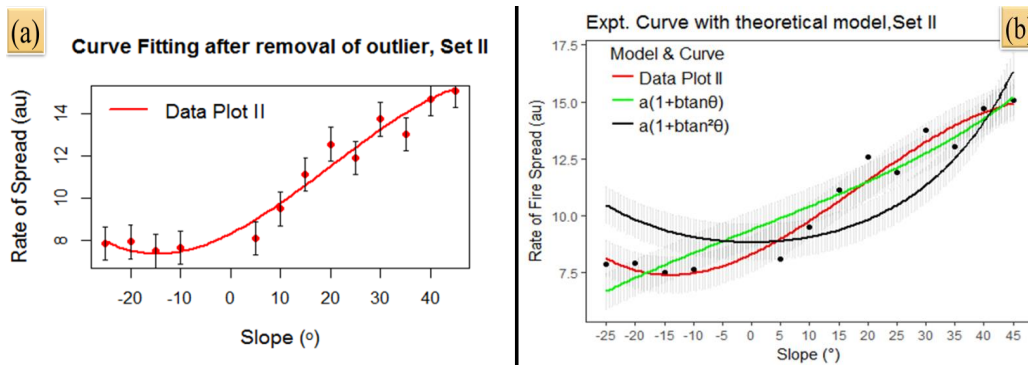 (a)
Curve Fitting after removal of outlier, Set II
Data Plot II
Rate of Spread (au)
14
12
10
8
-20 -10 0 10 20 30 40
Slope (o)
Expt. Curve with theoretical model,Set II
(b)
Model & Curve
Data Plot II
a(1+btanθ)
a(1+btan²θ)
Rate of Fire Spread (au)
17.5
15.0
12.5
10.0
7.5
-25 -20 -15 -10 -5 5 10 15 20 25 30 35 40 45
Slope (°)